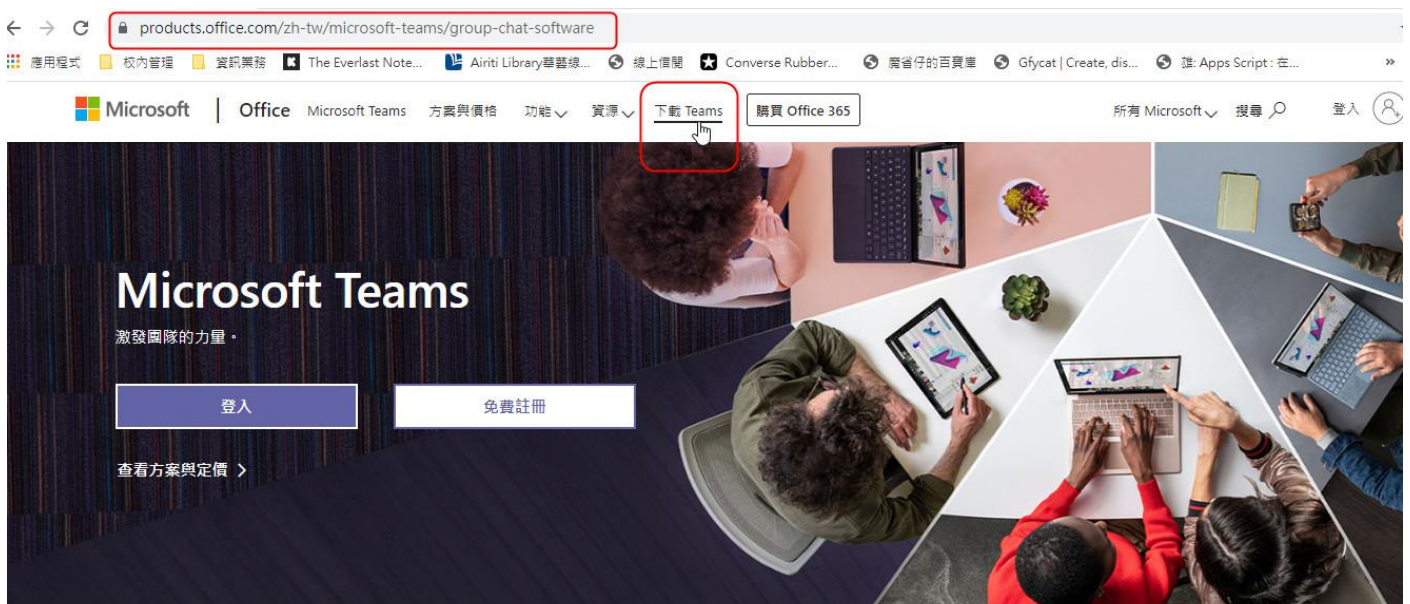 products.office.com/zh-tw/microsoft-teams/group-chat-software
應用程式 校內管理 資訊業務 The Everlast Note... Airiti Library華藝線... 線上借閱 Converse Rubber... 魔省仔的百寶庫 Gfycat | Create, dis... 誰: Apps Script : 在... »
Microsoft | Office Microsoft Teams 方案與價格 功能 資源 下載 Teams 購買 Office 365 所有 Microsoft 搜尋 登入
Microsoft Teams
激發團隊的力量。
登入 免費註冊
查看方案與定價 >